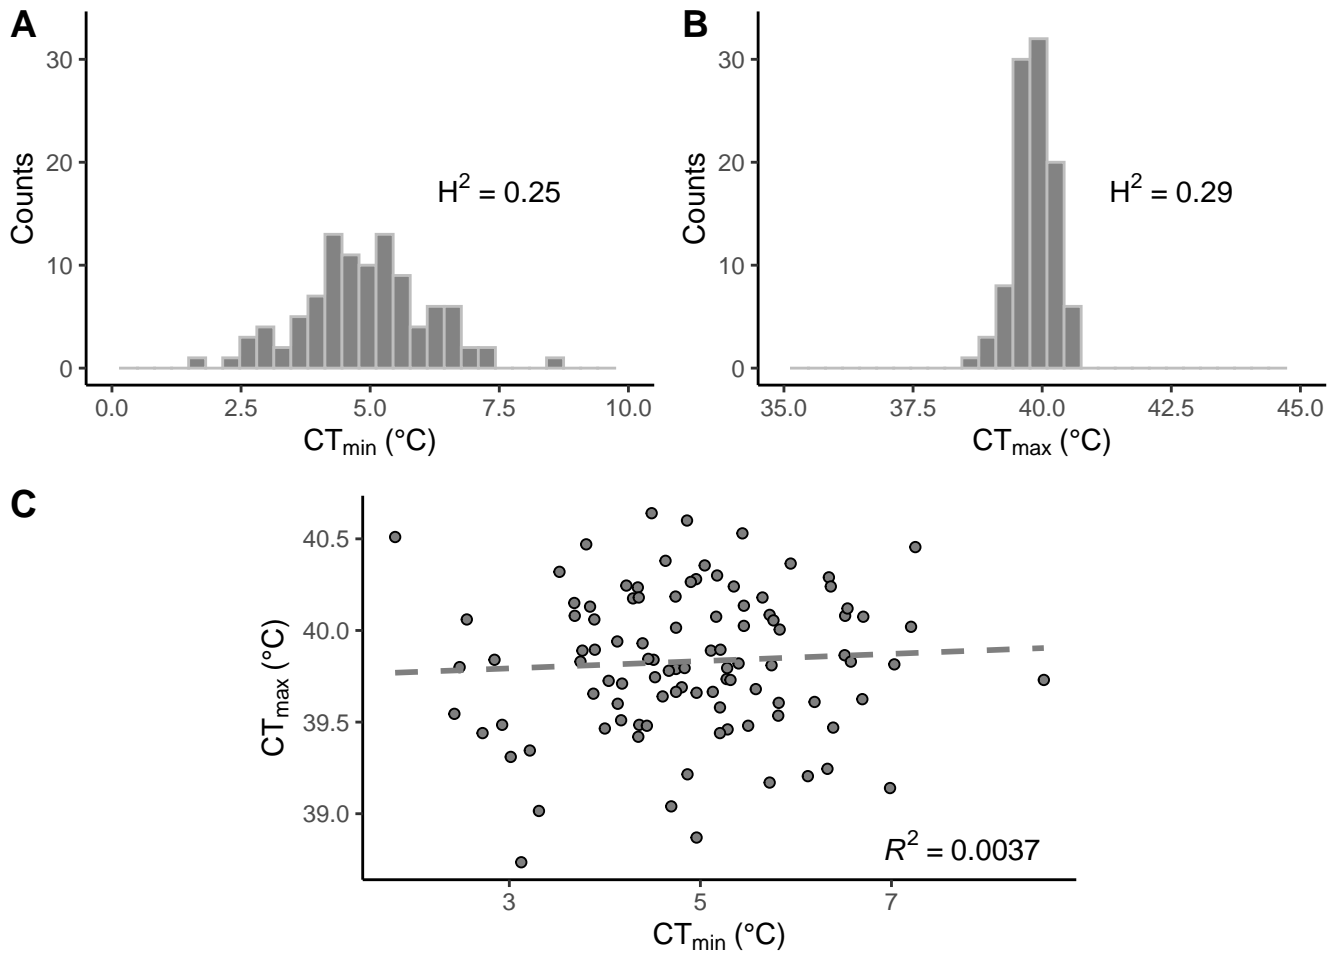 A
Counts
30
20
10
0
H² = 0.25
0.0 2.5 5.0 7.5 10.0
CTmin (°C)
B
Counts
30
20
10
0
H² = 0.29
35.0 37.5 40.0 42.5 45.0
CTmax (°C)
C
CTmax (°C)
40.5
40.0
39.5
39.0
R² = 0.0037
3 5 7
CTmin (°C)